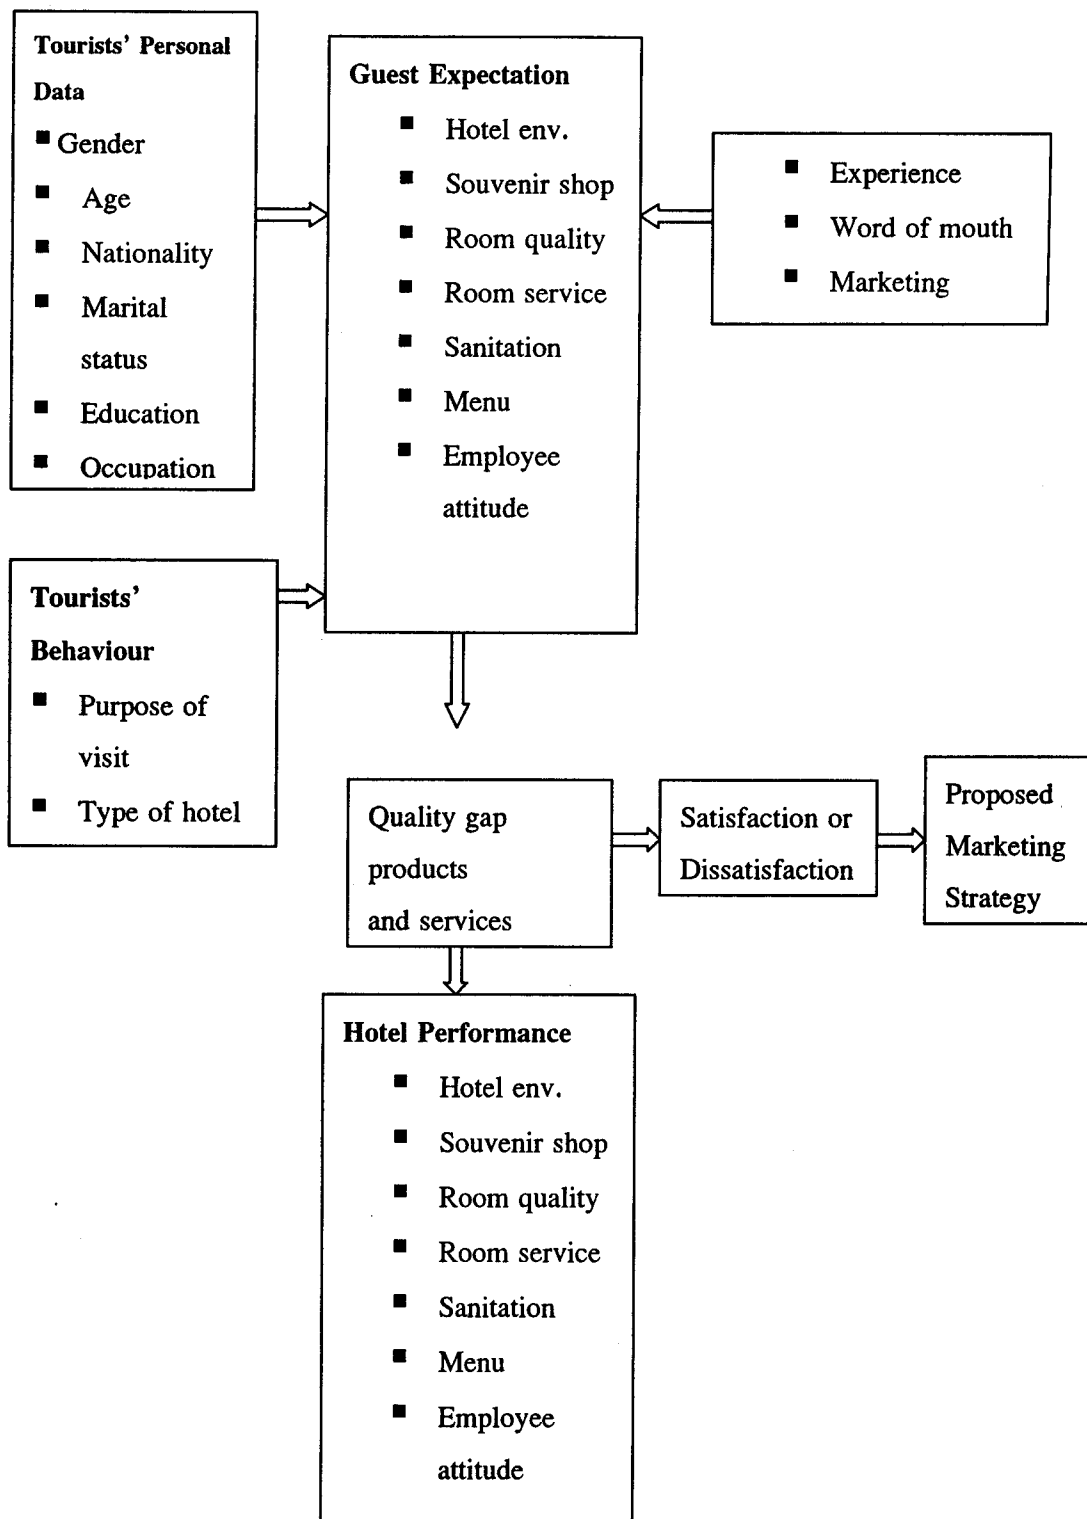 Tourists' Personal
Data
■ Gender
■ Age
■ Nationality
■ Marital
status
■ Education
■ Occupation
Guest Expectation
■ Hotel env.
■ Souvenir shop
■ Room quality
■ Room service
■ Sanitation
■ Menu
■ Employee
attitude
■ Experience
■ Word of mouth
■ Marketing
Tourists'
Behaviour
■ Purpose of
visit
■ Type of hotel
Quality gap
products
and services
Satisfaction or
Dissatisfaction
Proposed
Marketing
Strategy
Hotel Performance
■ Hotel env.
■ Souvenir shop
■ Room quality
■ Room service
■ Sanitation
■ Menu
■ Employee
attitude